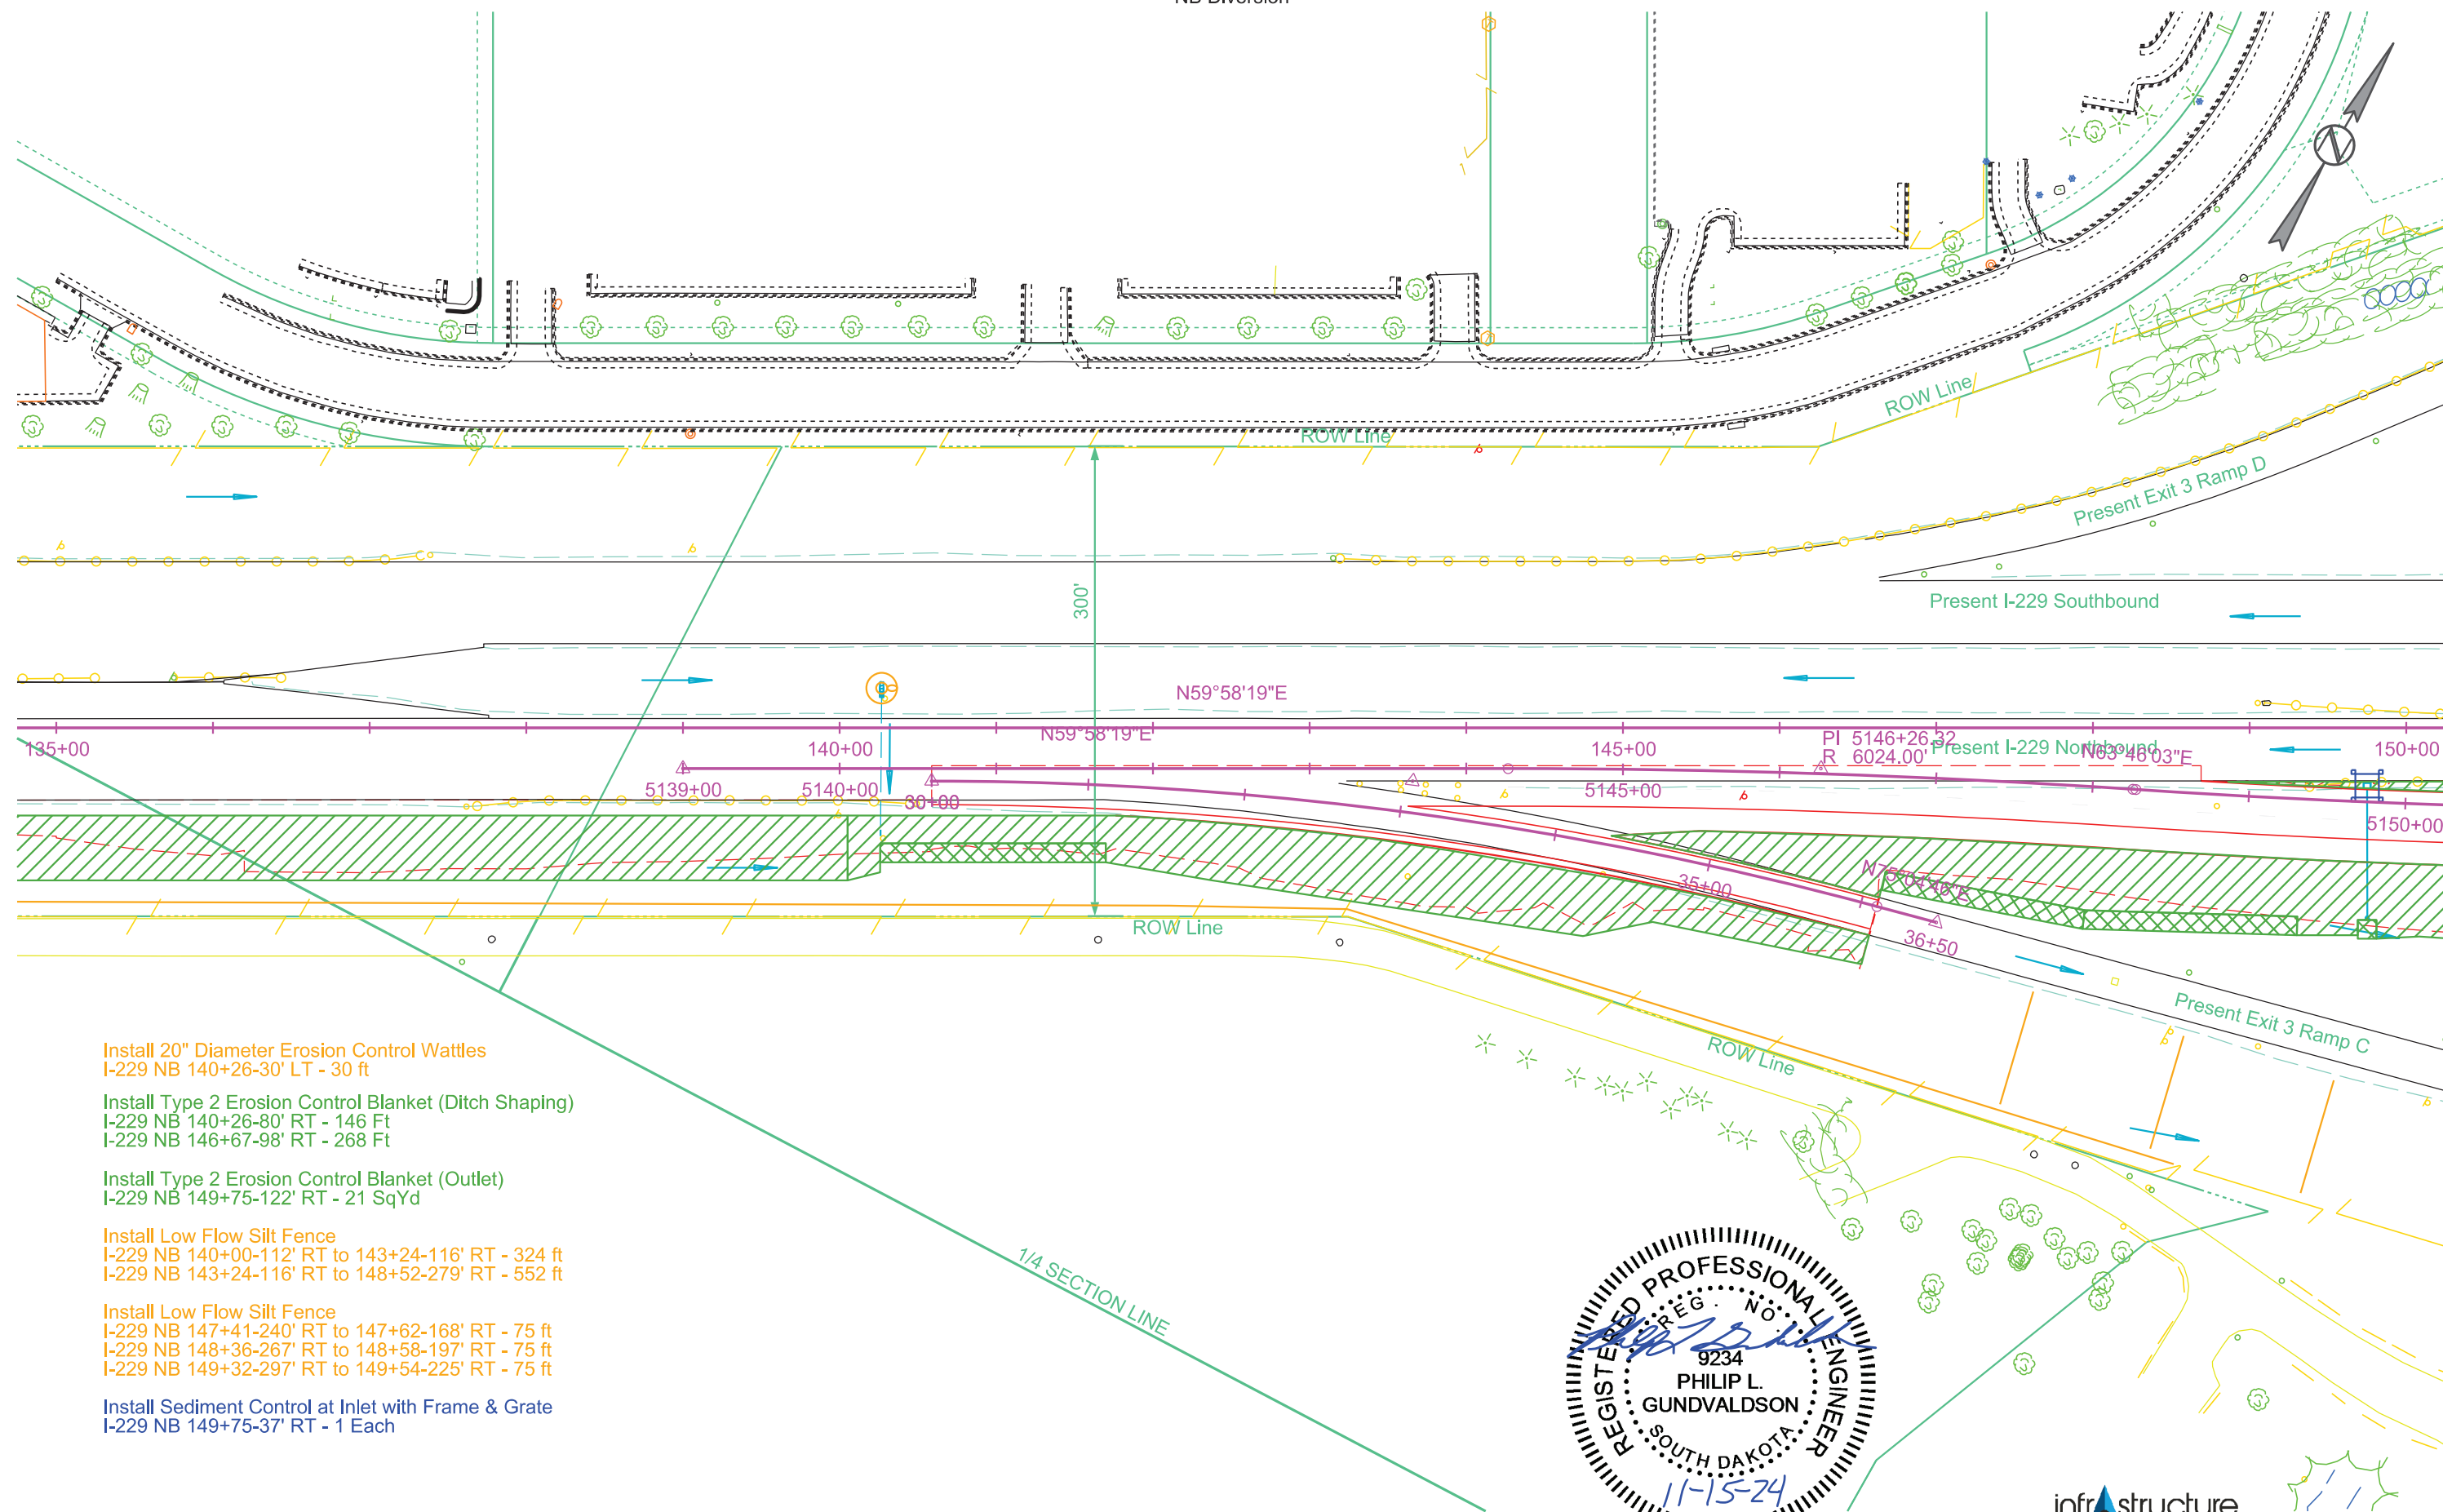 NB Diversion
N
ROW Line
ROW Line
Present Exit 3 Ramp D
300'
Present I-229 Southbound
N59°58'19"E
N59°58'19"E
PI 5146+26.32
R 6024.00'
Present I-229 Northbound
N63°46'03"E
135+00
140+00
145+00
150+00
5139+00
5140+00
30+00
5145+00
5150+00
35+00
N75°04'46"E
36+50
ROW Line
Present Exit 3 Ramp C
ROW Line
Install 20" Diameter Erosion Control Wattles
I-229 NB 140+26-30' LT - 30 ft
Install Type 2 Erosion Control Blanket (Ditch Shaping)
I-229 NB 140+26-80' RT - 146 Ft
I-229 NB 146+67-98' RT - 268 Ft
Install Type 2 Erosion Control Blanket (Outlet)
I-229 NB 149+75-122' RT - 21 SqYd
Install Low Flow Silt Fence
I-229 NB 140+00-112' RT to 143+24-116' RT - 324 ft
I-229 NB 143+24-116' RT to 148+52-279' RT - 552 ft
Install Low Flow Silt Fence
I-229 NB 147+41-240' RT to 147+62-168' RT - 75 ft
I-229 NB 148+36-267' RT to 148+58-197' RT - 75 ft
I-229 NB 149+32-297' RT to 149+54-225' RT - 75 ft
Install Sediment Control at Inlet with Frame & Grate
I-229 NB 149+75-37' RT - 1 Each
1/4 SECTION LINE
REGISTERED PROFESSIONAL ENGINEER
REG. NO.
9234
PHILIP L.
GUNDVALDSON
SOUTH DAKOTA
11-15-24
infrastructure